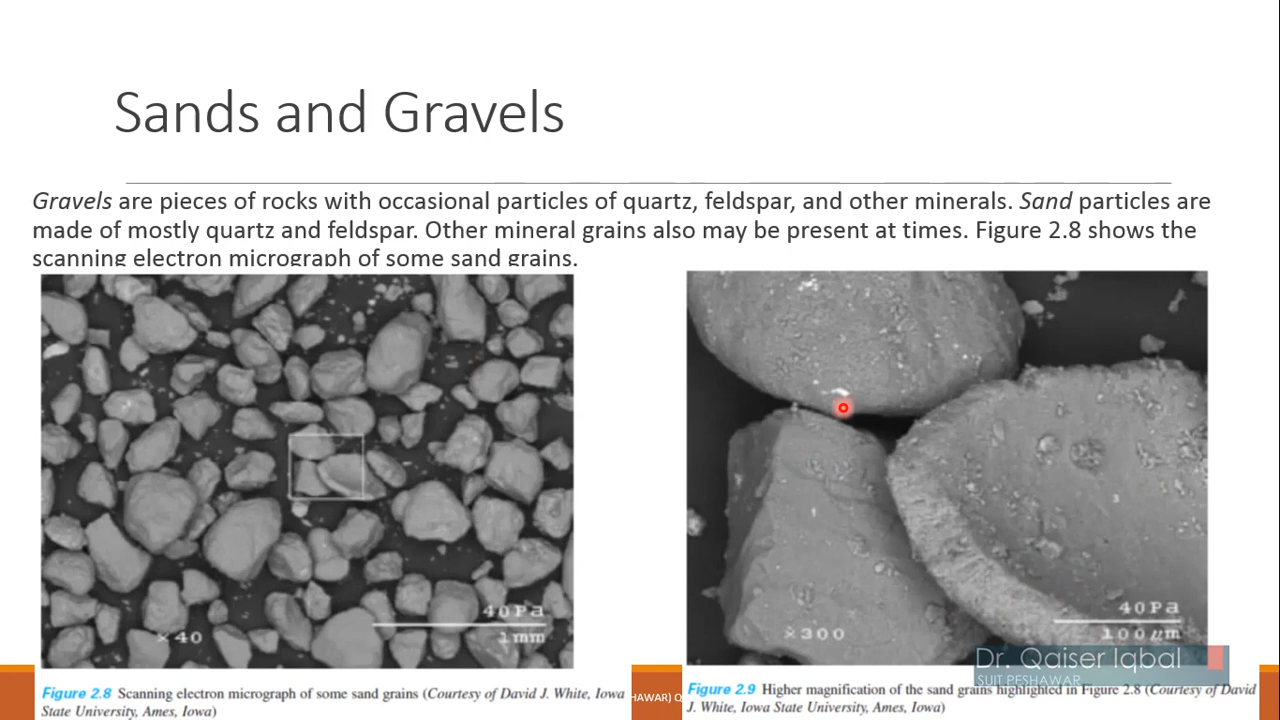 Sands and Gravels
Gravels are pieces of rocks with occasional particles of quartz, feldspar, and other minerals. Sand particles are
made of mostly quartz and feldspar. Other mineral grains also may be present at times. Figure 2.8 shows the
scanning electron micrograph of some sand grains.
40Pa
×40
1mm
40Pa
×300
100µm
Dr. Qaiser Iqbal
SUIT PESHAWAR
Figure 2.8 Scanning electron micrograph of some sand grains (Courtesy of David J. White, Iowa
State University, Ames, Iowa)
HAWAR) Q
Figure 2.9 Higher magnification of the sand grains highlighted in Figure 2.8 (Courtesy of David
J. White, Iowa State University, Ames, Iowa)